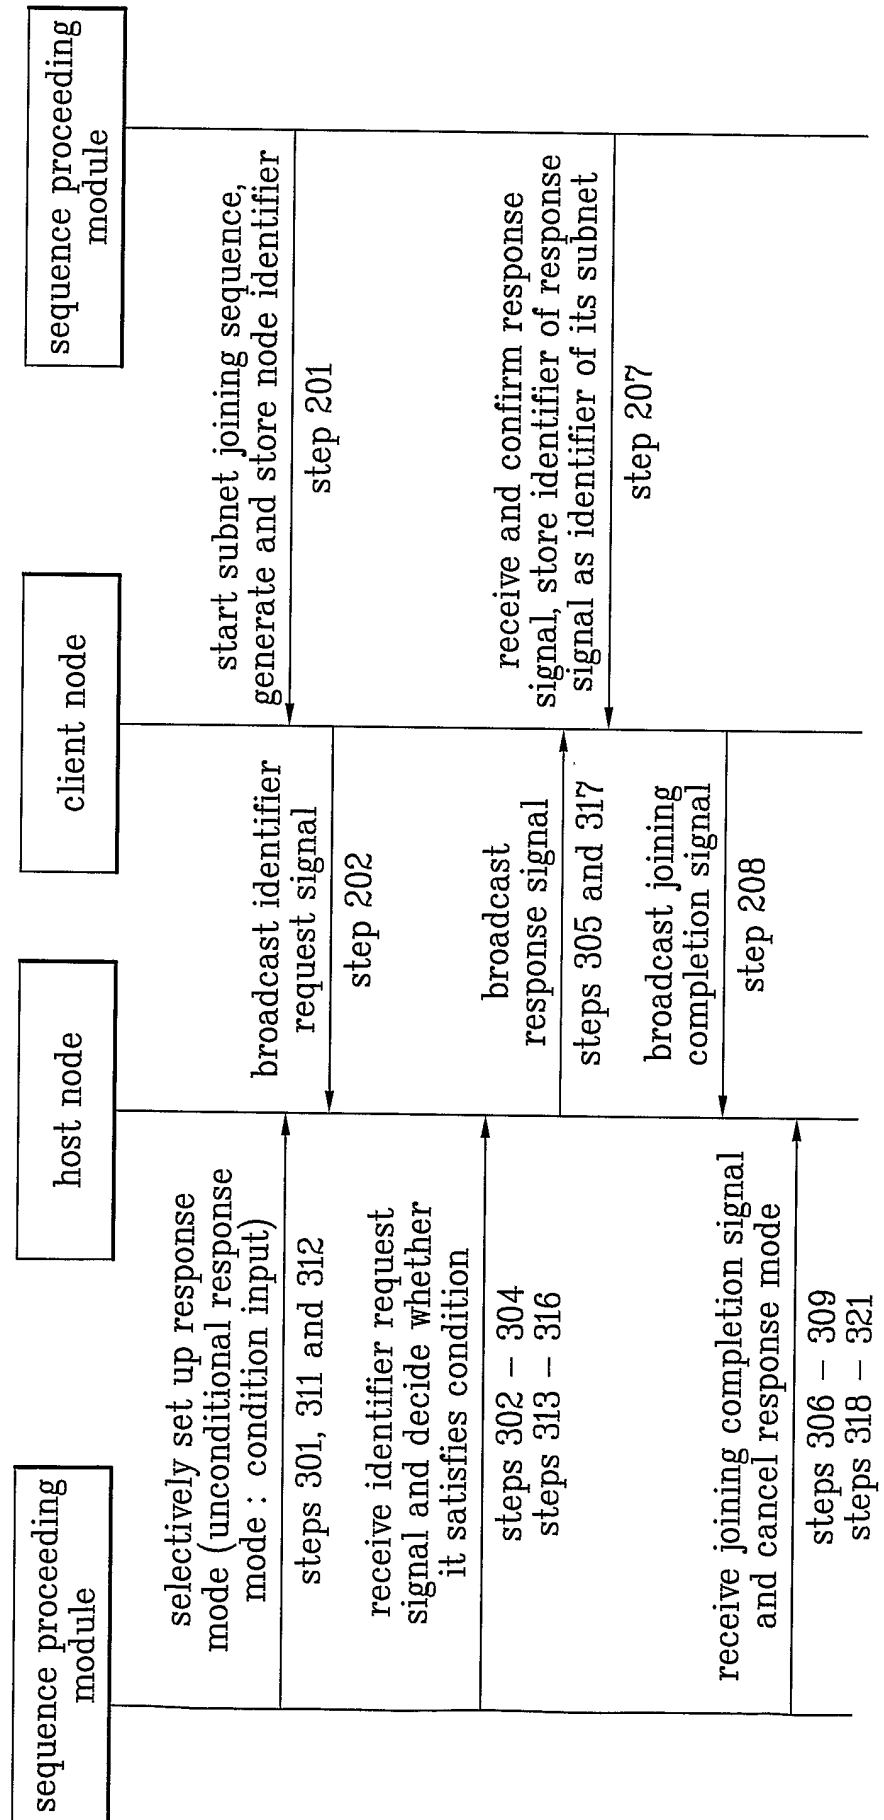 sequence proceeding
module
host node
client node
sequence proceeding
module
selectively set up response
mode (unconditional response
mode : condition input)
steps 301, 311 and 312
start subnet joining sequence,
generate and store node identifier
step 201
broadcast identifier
request signal
step 202
receive identifier request
signal and decide whether
it satisfies condition
steps 302 – 304
steps 313 – 316
broadcast
response signal
steps 305 and 317
receive and confirm response
signal, store identifier of response
signal as identifier of its subnet
step 207
broadcast joining
completion signal
step 208
receive joining completion signal
and cancel response mode
steps 306 – 309
steps 318 – 321